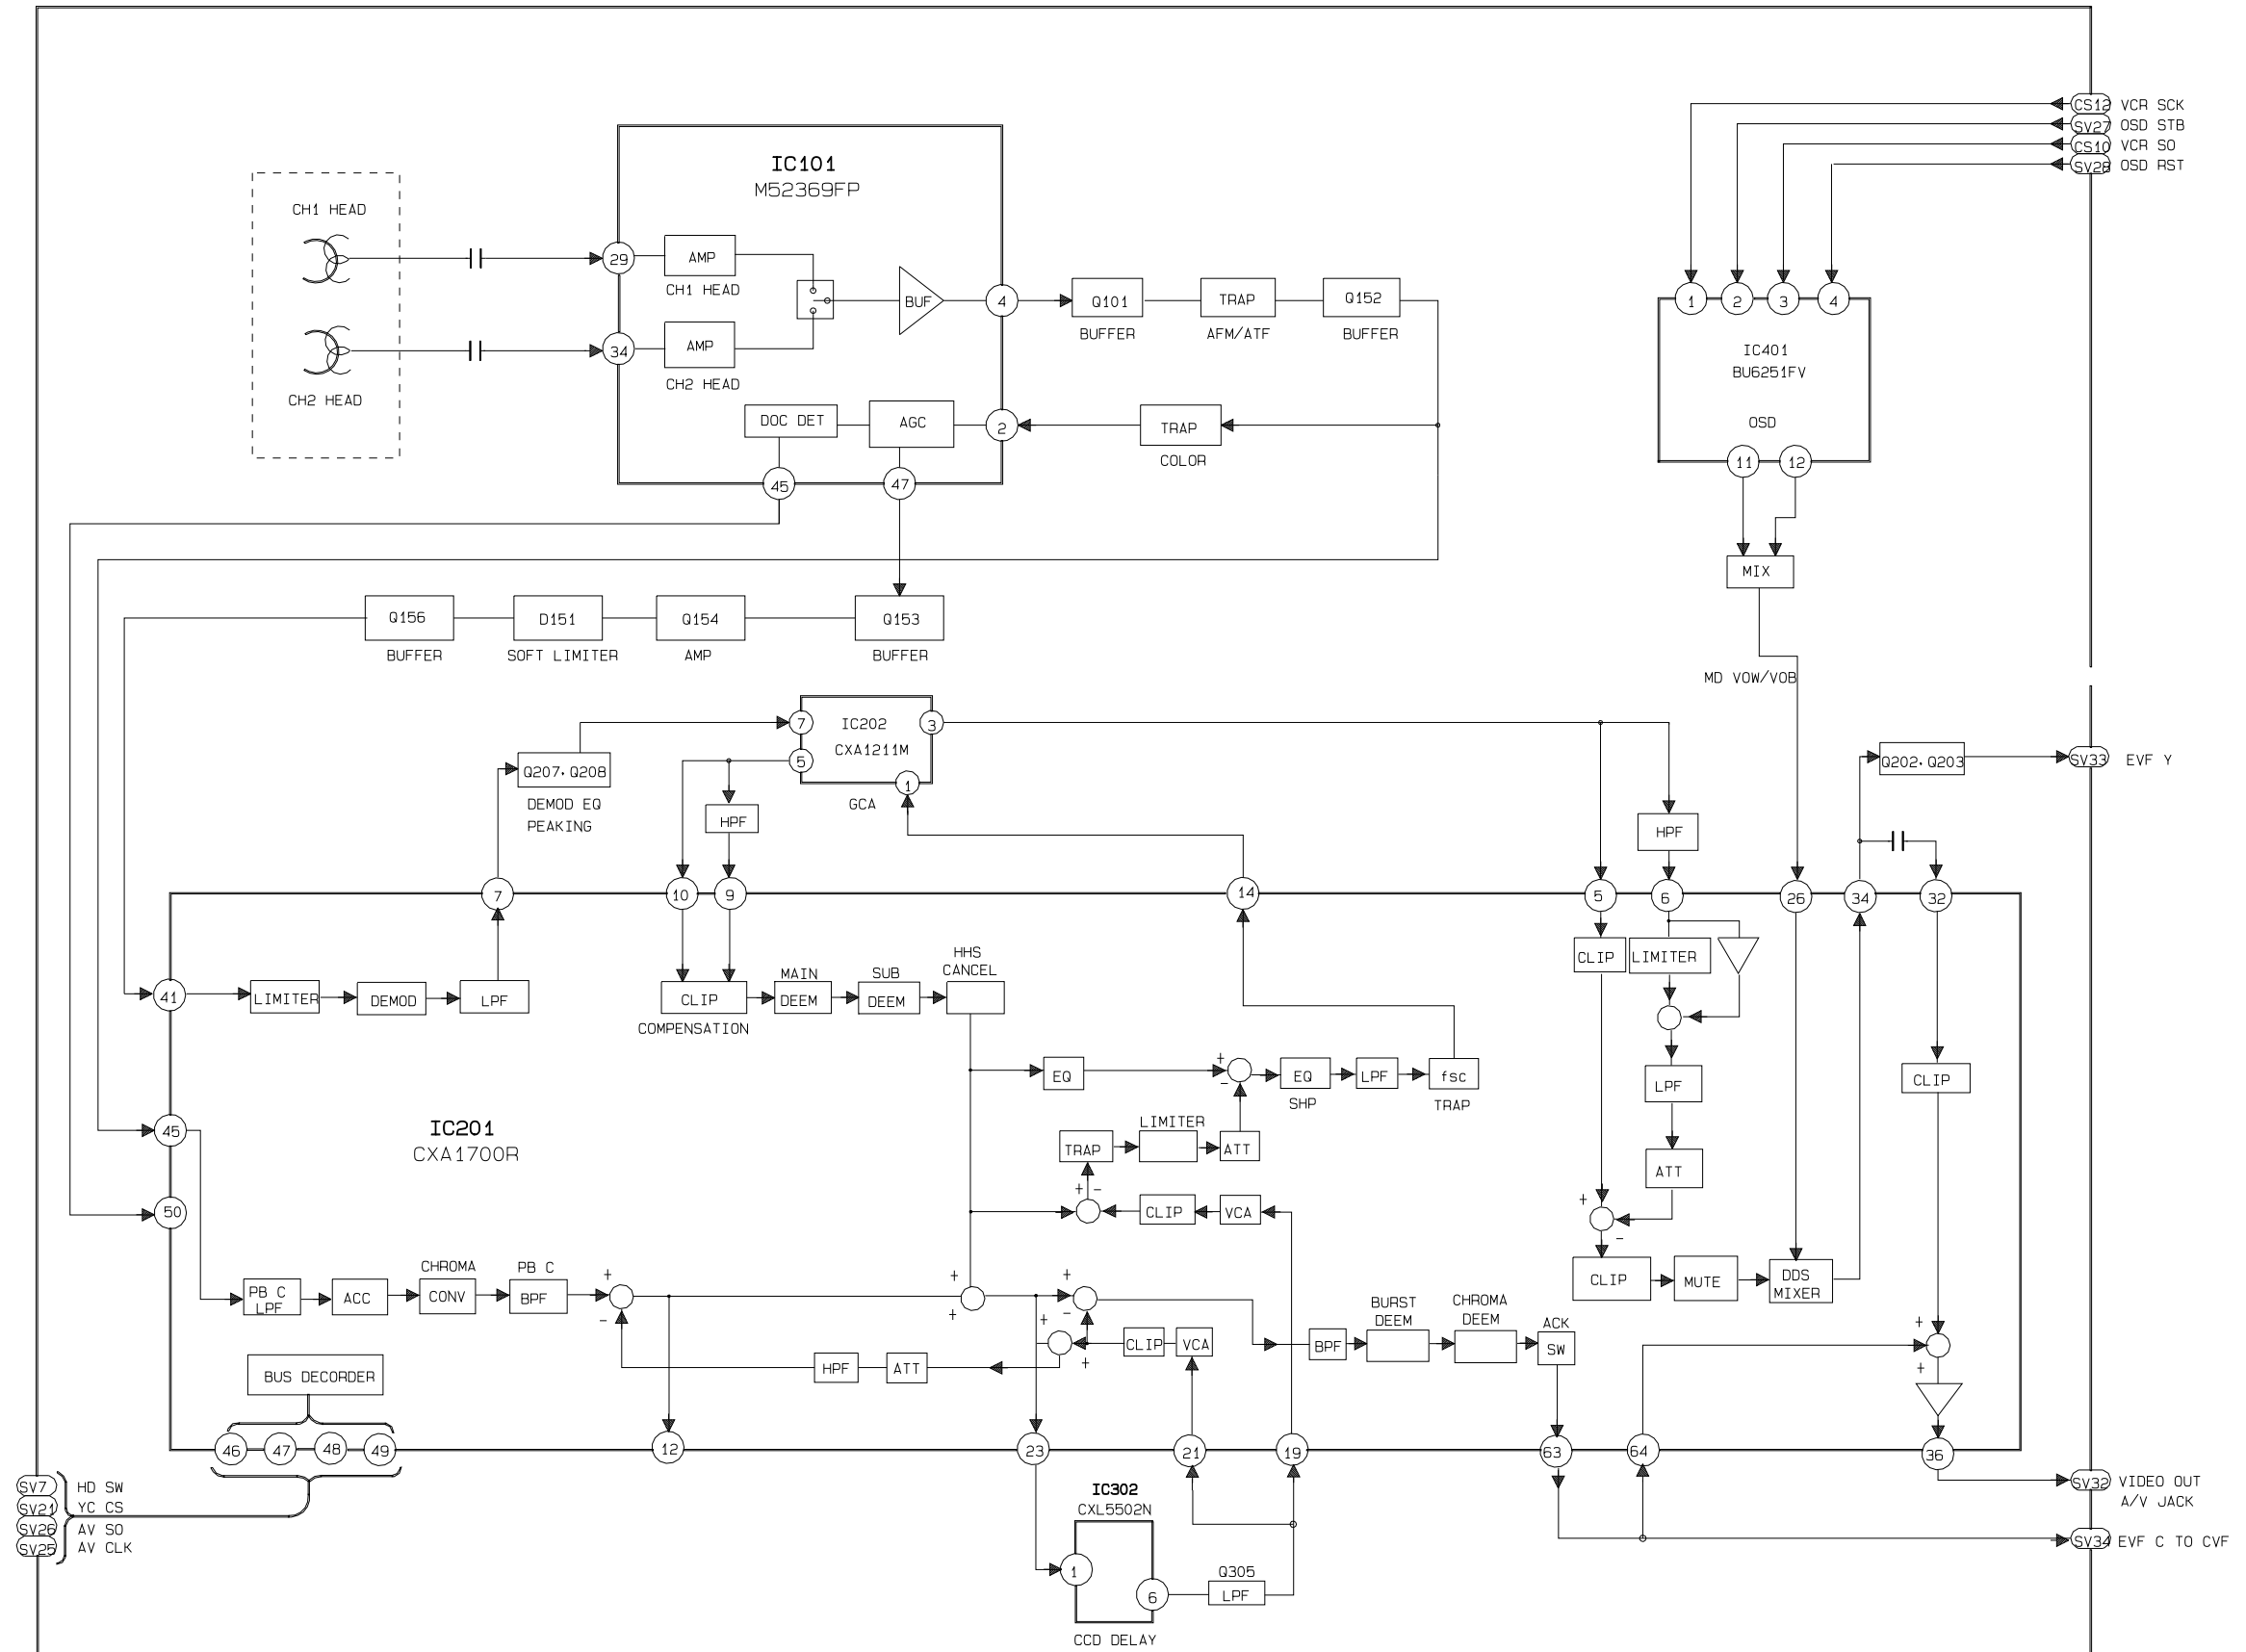 CS12 VCR SCK
SV27 OSD STB
CS10 VCR SO
SV28 OSD RST
IC101
M52369FP
CH1 HEAD
29
AMP
CH1 HEAD
BUF
4
Q101
BUFFER
TRAP
AFM/ATF
Q152
BUFFER
34
AMP
CH2 HEAD
CH2 HEAD
1
2
3
4
IC401
BU6251FV
OSD
11
12
DOC DET
AGC
2
TRAP
COLOR
45
47
MIX
MD VOW/VOB
Q156
BUFFER
D151
SOFT LIMITER
Q154
AMP
Q153
BUFFER
7
IC202
3
CXA1211M
5
1
GCA
Q207, Q208
DEMOD EQ
PEAKING
HPF
HPF
Q202, Q203
SV33 EVF Y
7
10
9
14
5
6
26
34
32
41
LIMITER
DEMOD
LPF
CLIP
COMPENSATION
MAIN
DEEM
SUB
DEEM
HHS
CANCEL
CLIP
LIMITER
EQ
+
-
EQ
SHP
LPF
fsc
TRAP
LPF
CLIP
45
IC201
CXA1700R
LIMITER
TRAP
ATT
ATT
50
+ -
CLIP
VCA
+
-
PB C
LPF
ACC
CHROMA
CONV
PB C
BPF
+
-
+
+
+
-
+
+
CLIP
VCA
HPF
ATT
BPF
BURST
DEEM
CHROMA
DEEM
ACK
SW
CLIP
MUTE
DDS
MIXER
+
+
BUS DECORDER
46
47
48
49
12
23
21
19
63
64
36
SV7 HD SW
SV21 YC CS
SV26 AV SO
SV25 AV CLK
IC302
CXL5502N
1
6
Q305
LPF
CCD DELAY
SV32 VIDEO OUT
A/V JACK
SV34 EVF C TO CVF